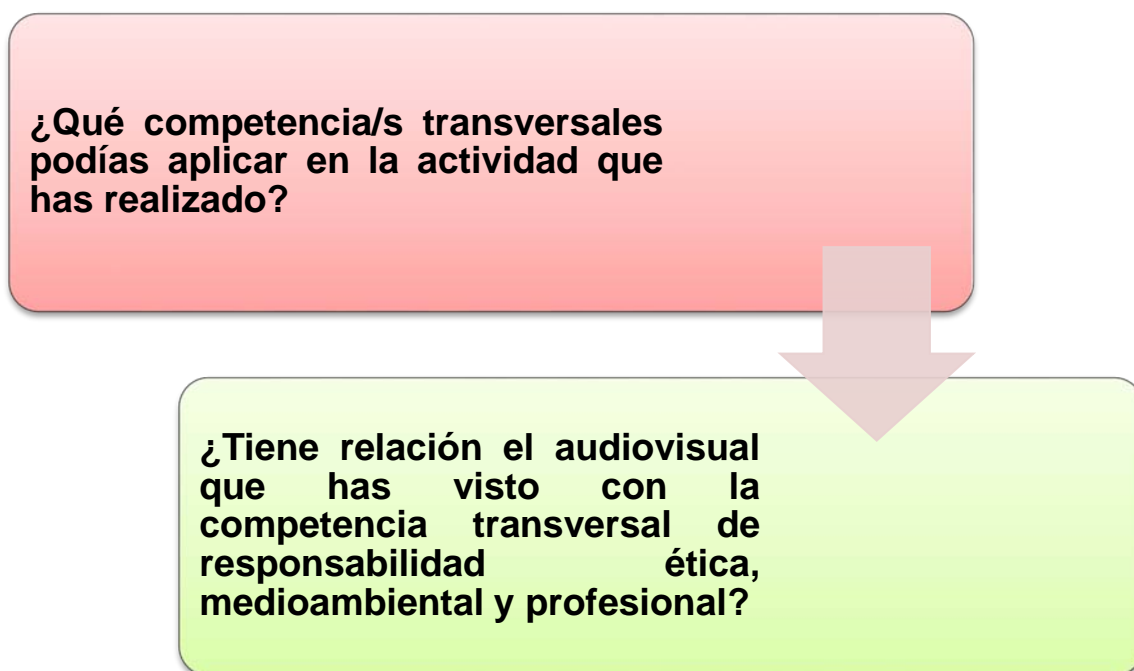 ¿Qué competencia/s transversales
podías aplicar en la actividad que
has realizado?
¿Tiene relación el audiovisual
que has visto con la
competencia transversal de
responsabilidad ética,
medioambiental y profesional?